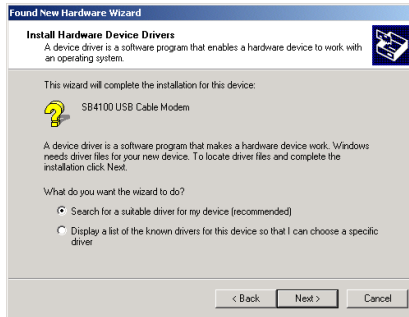 Found New Hardware Wizard
Install Hardware Device Drivers
A device driver is a software program that enables a hardware device to work with
an operating system.
This wizard will complete the installation for this device:
SB4100 USB Cable Modem
A device driver is a software program that makes a hardware device work. Windows
needs driver files for your new device. To locate driver files and complete the
installation click Next.
What do you want the wizard to do?
Search for a suitable driver for my device (recommended)
Display a list of the known drivers for this device so that I can choose a specific
driver
< Back
Next >
Cancel